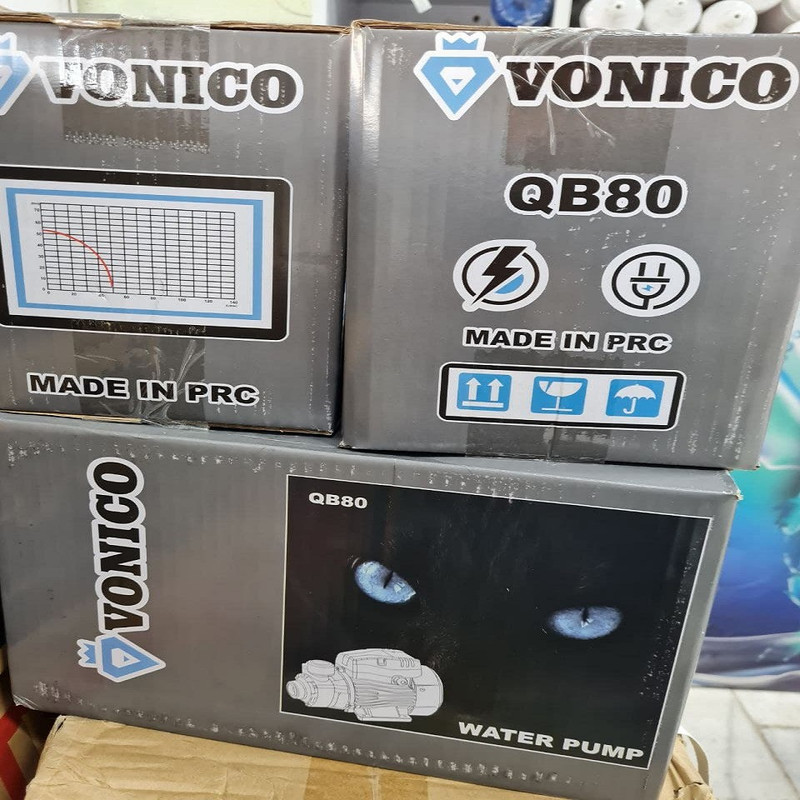 VONICO
MADE IN PRC
VONICO
QB80
MADE IN PRC
VONICO
QB80
WATER PUMP